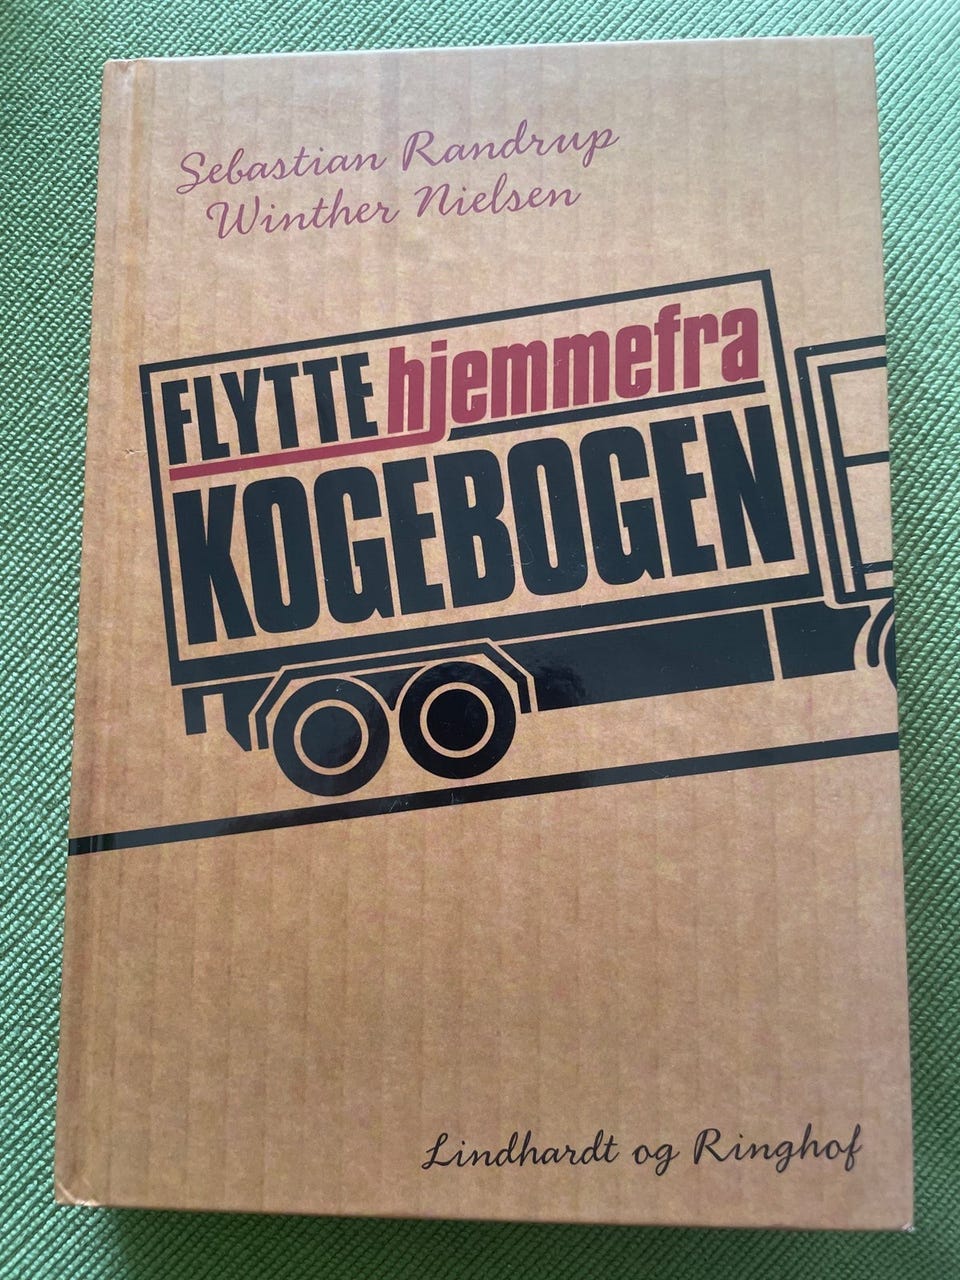 Sebastian Randrup
Winther Nielsen
FLYTTE hjemmefra
KOGEBOGEN
Lindhardt og Ringhof